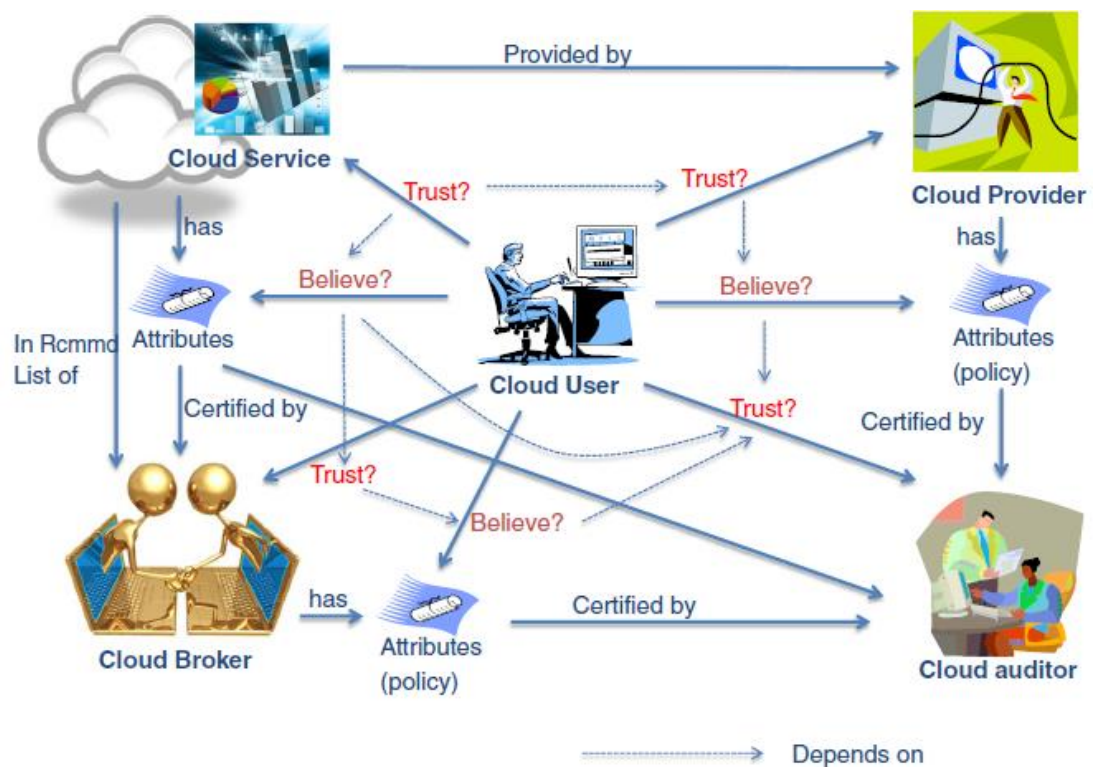 Provided by
Cloud Service
Trust?
Trust?
Cloud Provider
has
has
Believe?
Believe?
In Rcmmd
List of
Attributes
Attributes
(policy)
Cloud User
Certified by
Trust?
Certified by
Trust?
Believe?
has
Certified by
Cloud Broker
Attributes
(policy)
Cloud auditor
Depends on